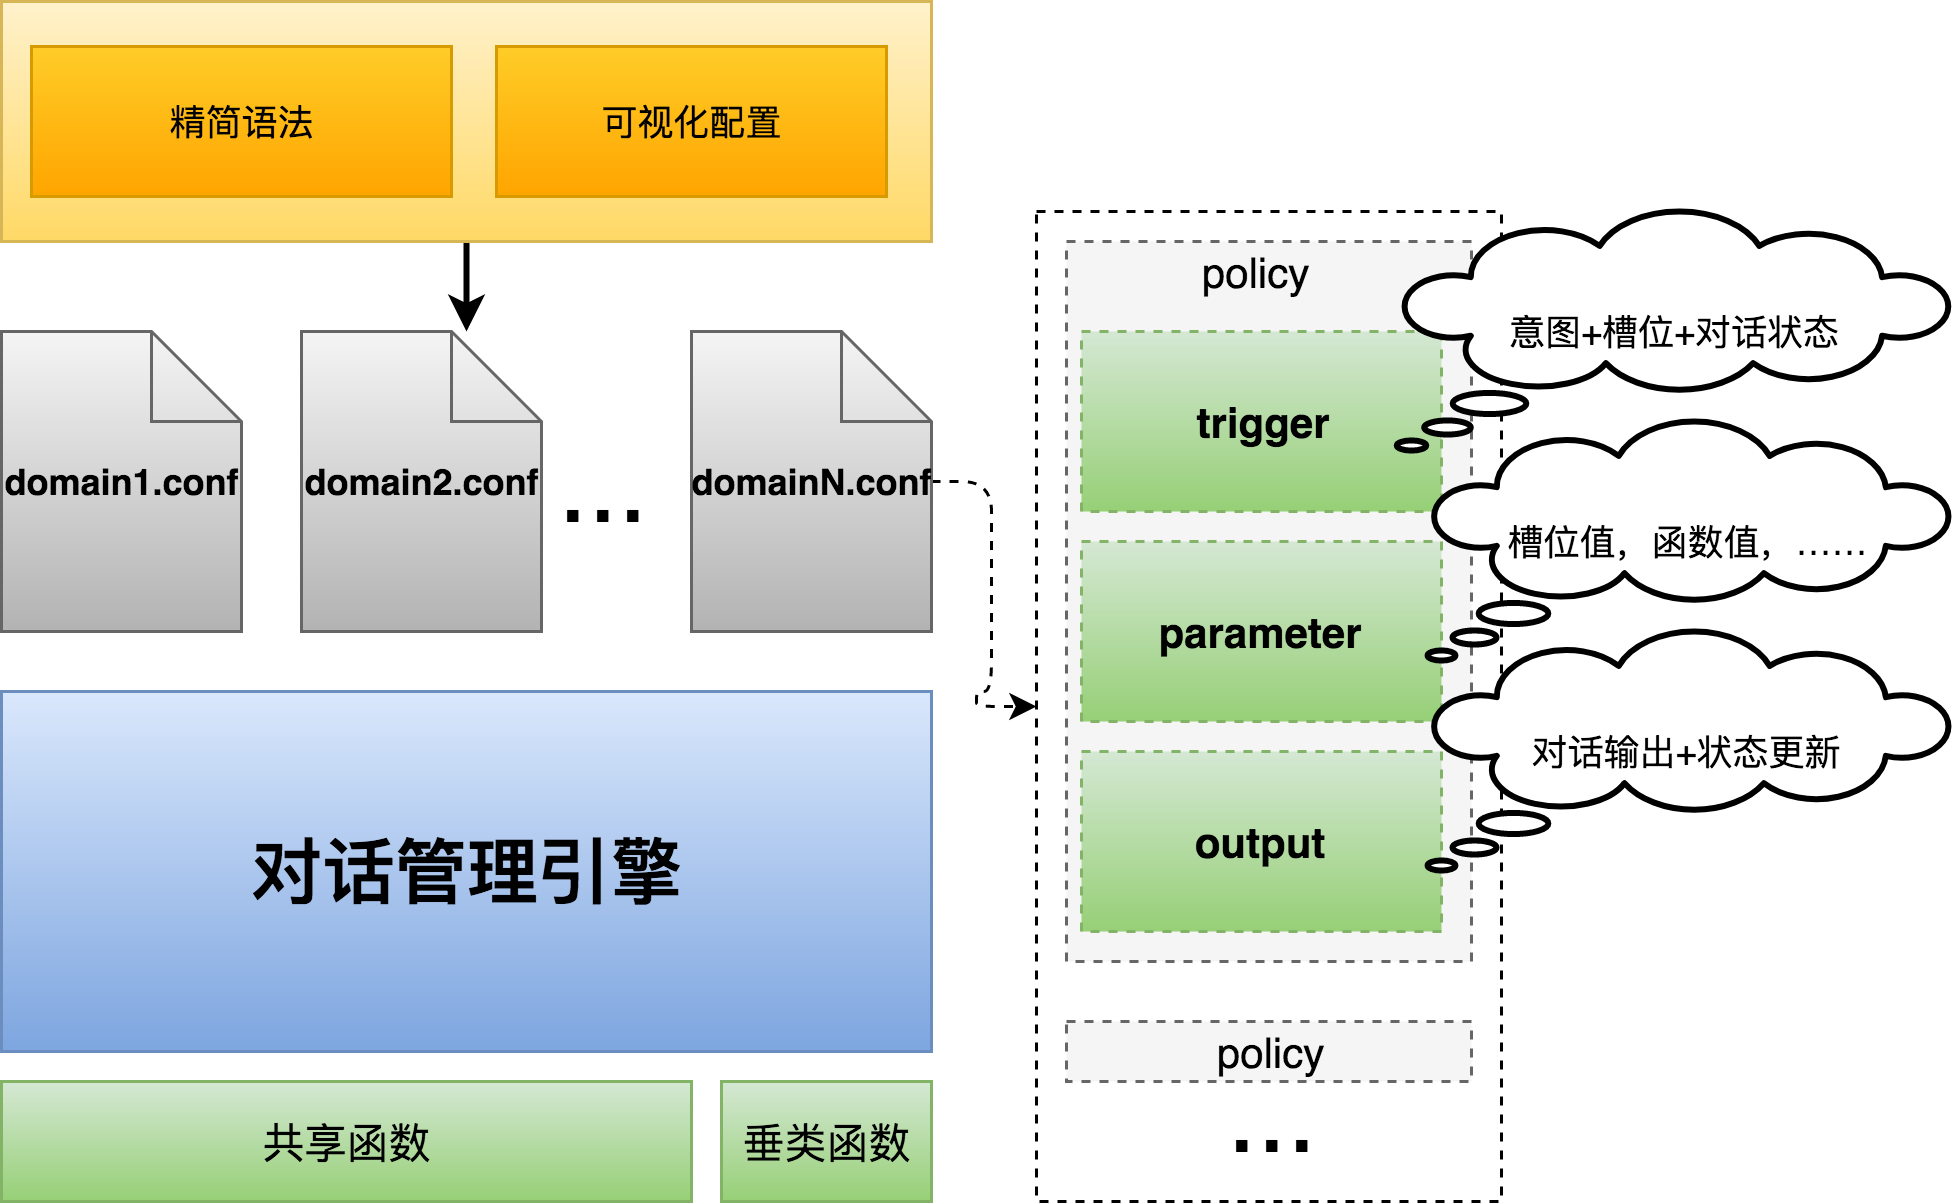 精简语法
可视化配置
domain1.conf
domain2.conf
...
domainN.conf
对话管理引擎
共享函数
垂类函数
policy
trigger
意图+槽位+对话状态
parameter
槽位值，函数值，……
output
对话输出+状态更新
policy
...